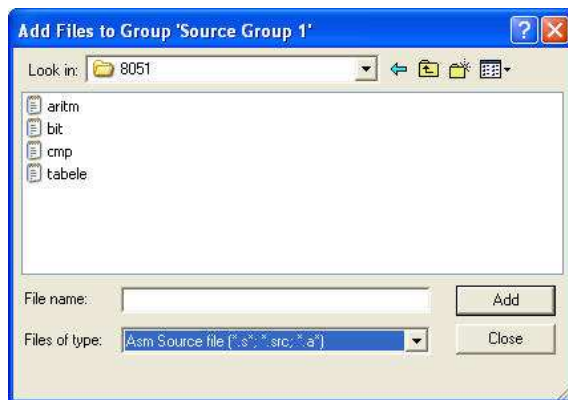 Add Files to Group 'Source Group 1'
Look in: 8051
aritm
bit
cmp
tabele
File name: Add
Files of type: Asm Source file (*.s*; *.src; *.a*) Close